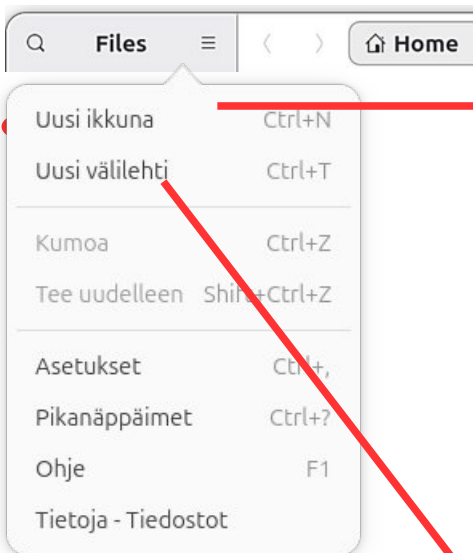 Files Home
Uusi ikkuna Ctrl+N
Uusi välilehti Ctrl+T
Kumoa Ctrl+Z
Tee uudelleen Shift+Ctrl+Z
Asetukset Ctrl+,
Pikanäppäimet Ctrl+?
Ohje F1
Tietoja - Tiedostot